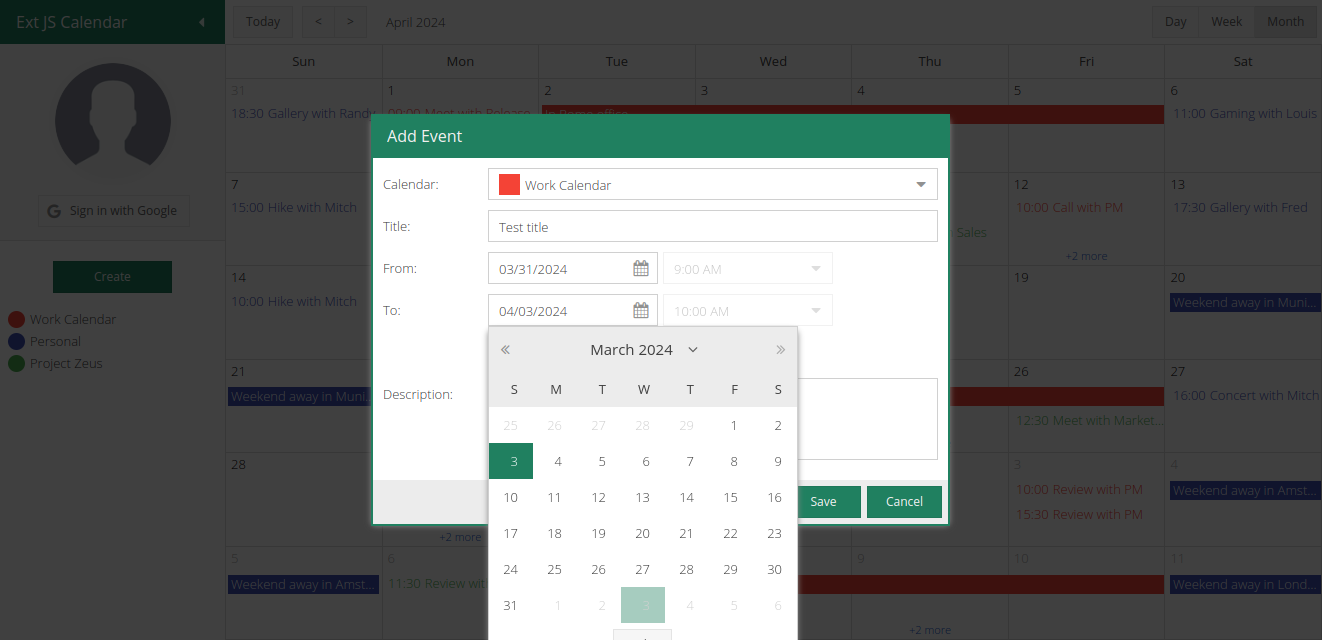 Ext JS Calendar
Today < > April 2024 Day Week Month
Sun Mon Tue Wed Thu Fri Sat
31 1 2 3 4 5 6
18:30 Gallery with Randy 09:00 Meet with Release In Rome office 11:00 Gaming with Louis
Sign in with Google
Create
Work Calendar
Personal
Project Zeus
Add Event
Calendar: Work Calendar
Title: Test title
From: 03/31/2024 9:00 AM
To: 04/03/2024 10:00 AM
Description:
« March 2024 »
S M T W T F S
25 26 27 28 29 1 2
3 4 5 6 7 8 9
10 11 12 13 14 15 16
17 18 19 20 21 22 23
24 25 26 27 28 29 30
31 1 2 3 4 5 6
Save Cancel
7 12 13
15:00 Hike with Mitch 10:00 Call with PM 17:30 Gallery with Fred
Sales
+2 more
14 19 20
10:00 Hike with Mitch Weekend away in Muni...
21 26 27
Weekend away in Muni... 16:00 Concert with Mitch
12:30 Meet with Market...
28 3 4
10:00 Review with PM Weekend away in Amst...
15:30 Review with PM
+2 more
5 6 9 10 11
Weekend away in Amst... 11:30 Review wit Weekend away in Lond...
+2 more